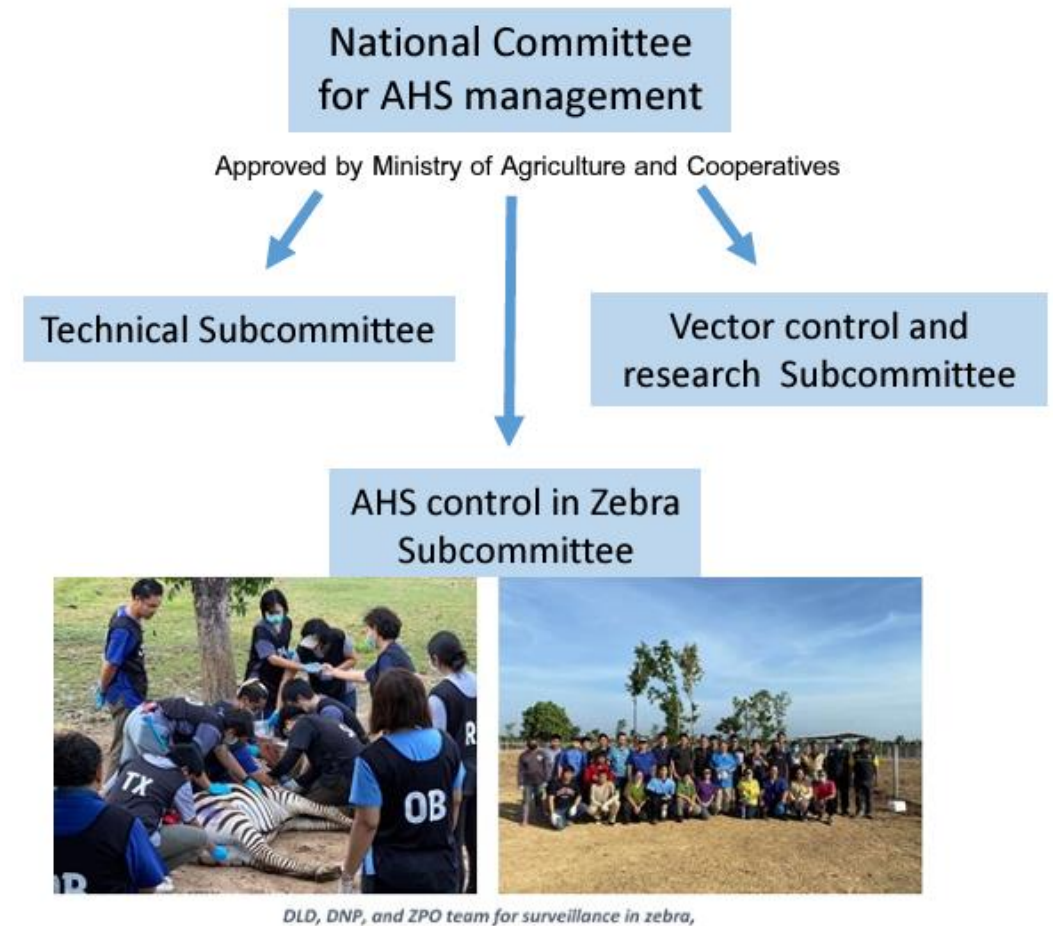 National Committee
for AHS management
Approved by Ministry of Agriculture and Cooperatives
Technical Subcommittee
Vector control and
research Subcommittee
AHS control in Zebra
Subcommittee
TX
OB
R
DLD, DNP, and ZPO team for surveillance in zebra,